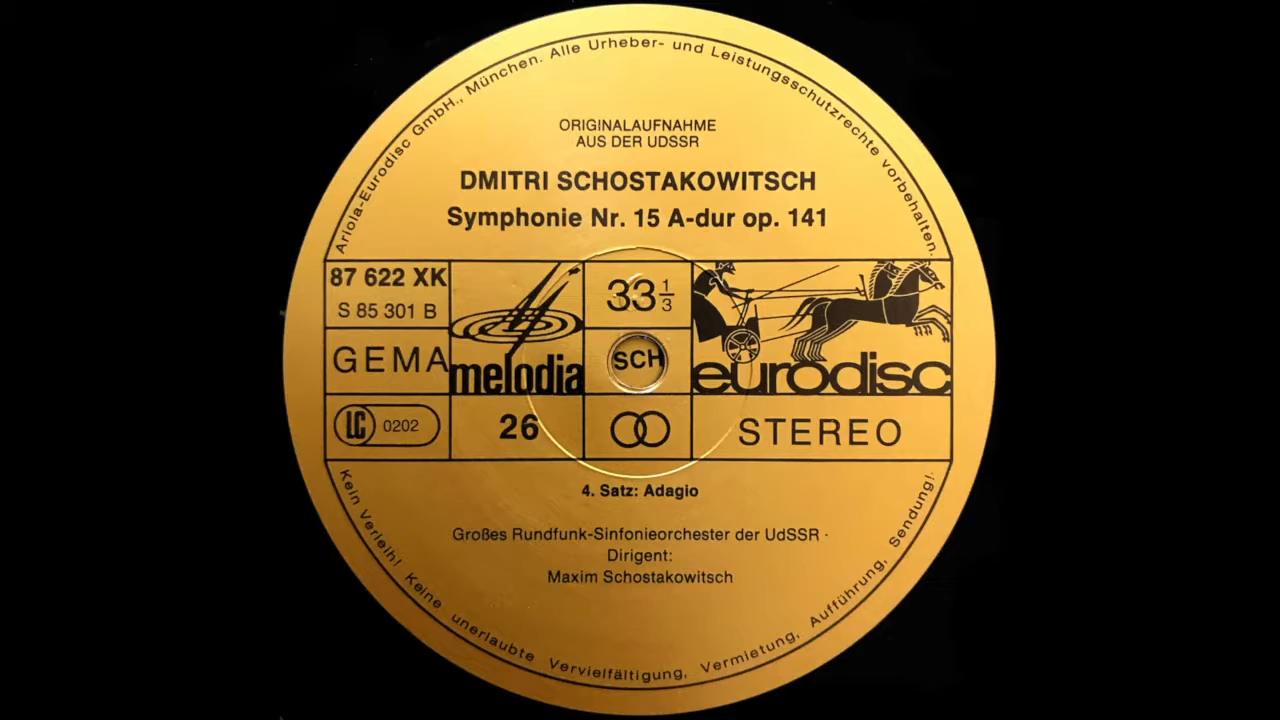 Ariola-Eurodisc GmbH., München. Alle Urheber- und Leistungsschutzrechte vorbehalten.
ORIGINALAUFNAHME
AUS DER UDSSR
DMITRI SCHOSTAKOWITSCH
Symphonie Nr. 15 A-dur op. 141
87 622 XK
S 85 301 B
33 1/3
GEMA
melodia
SCH
eurodisc
LC 0202
26
STEREO
4. Satz: Adagio
Großes Rundfunk-Sinfonieorchester der UdSSR ·
Dirigent:
Maxim Schostakowitsch
Kein Verleih! Keine unerlaubte Vervielfältigung, Vermietung, Aufführung, Sendung!